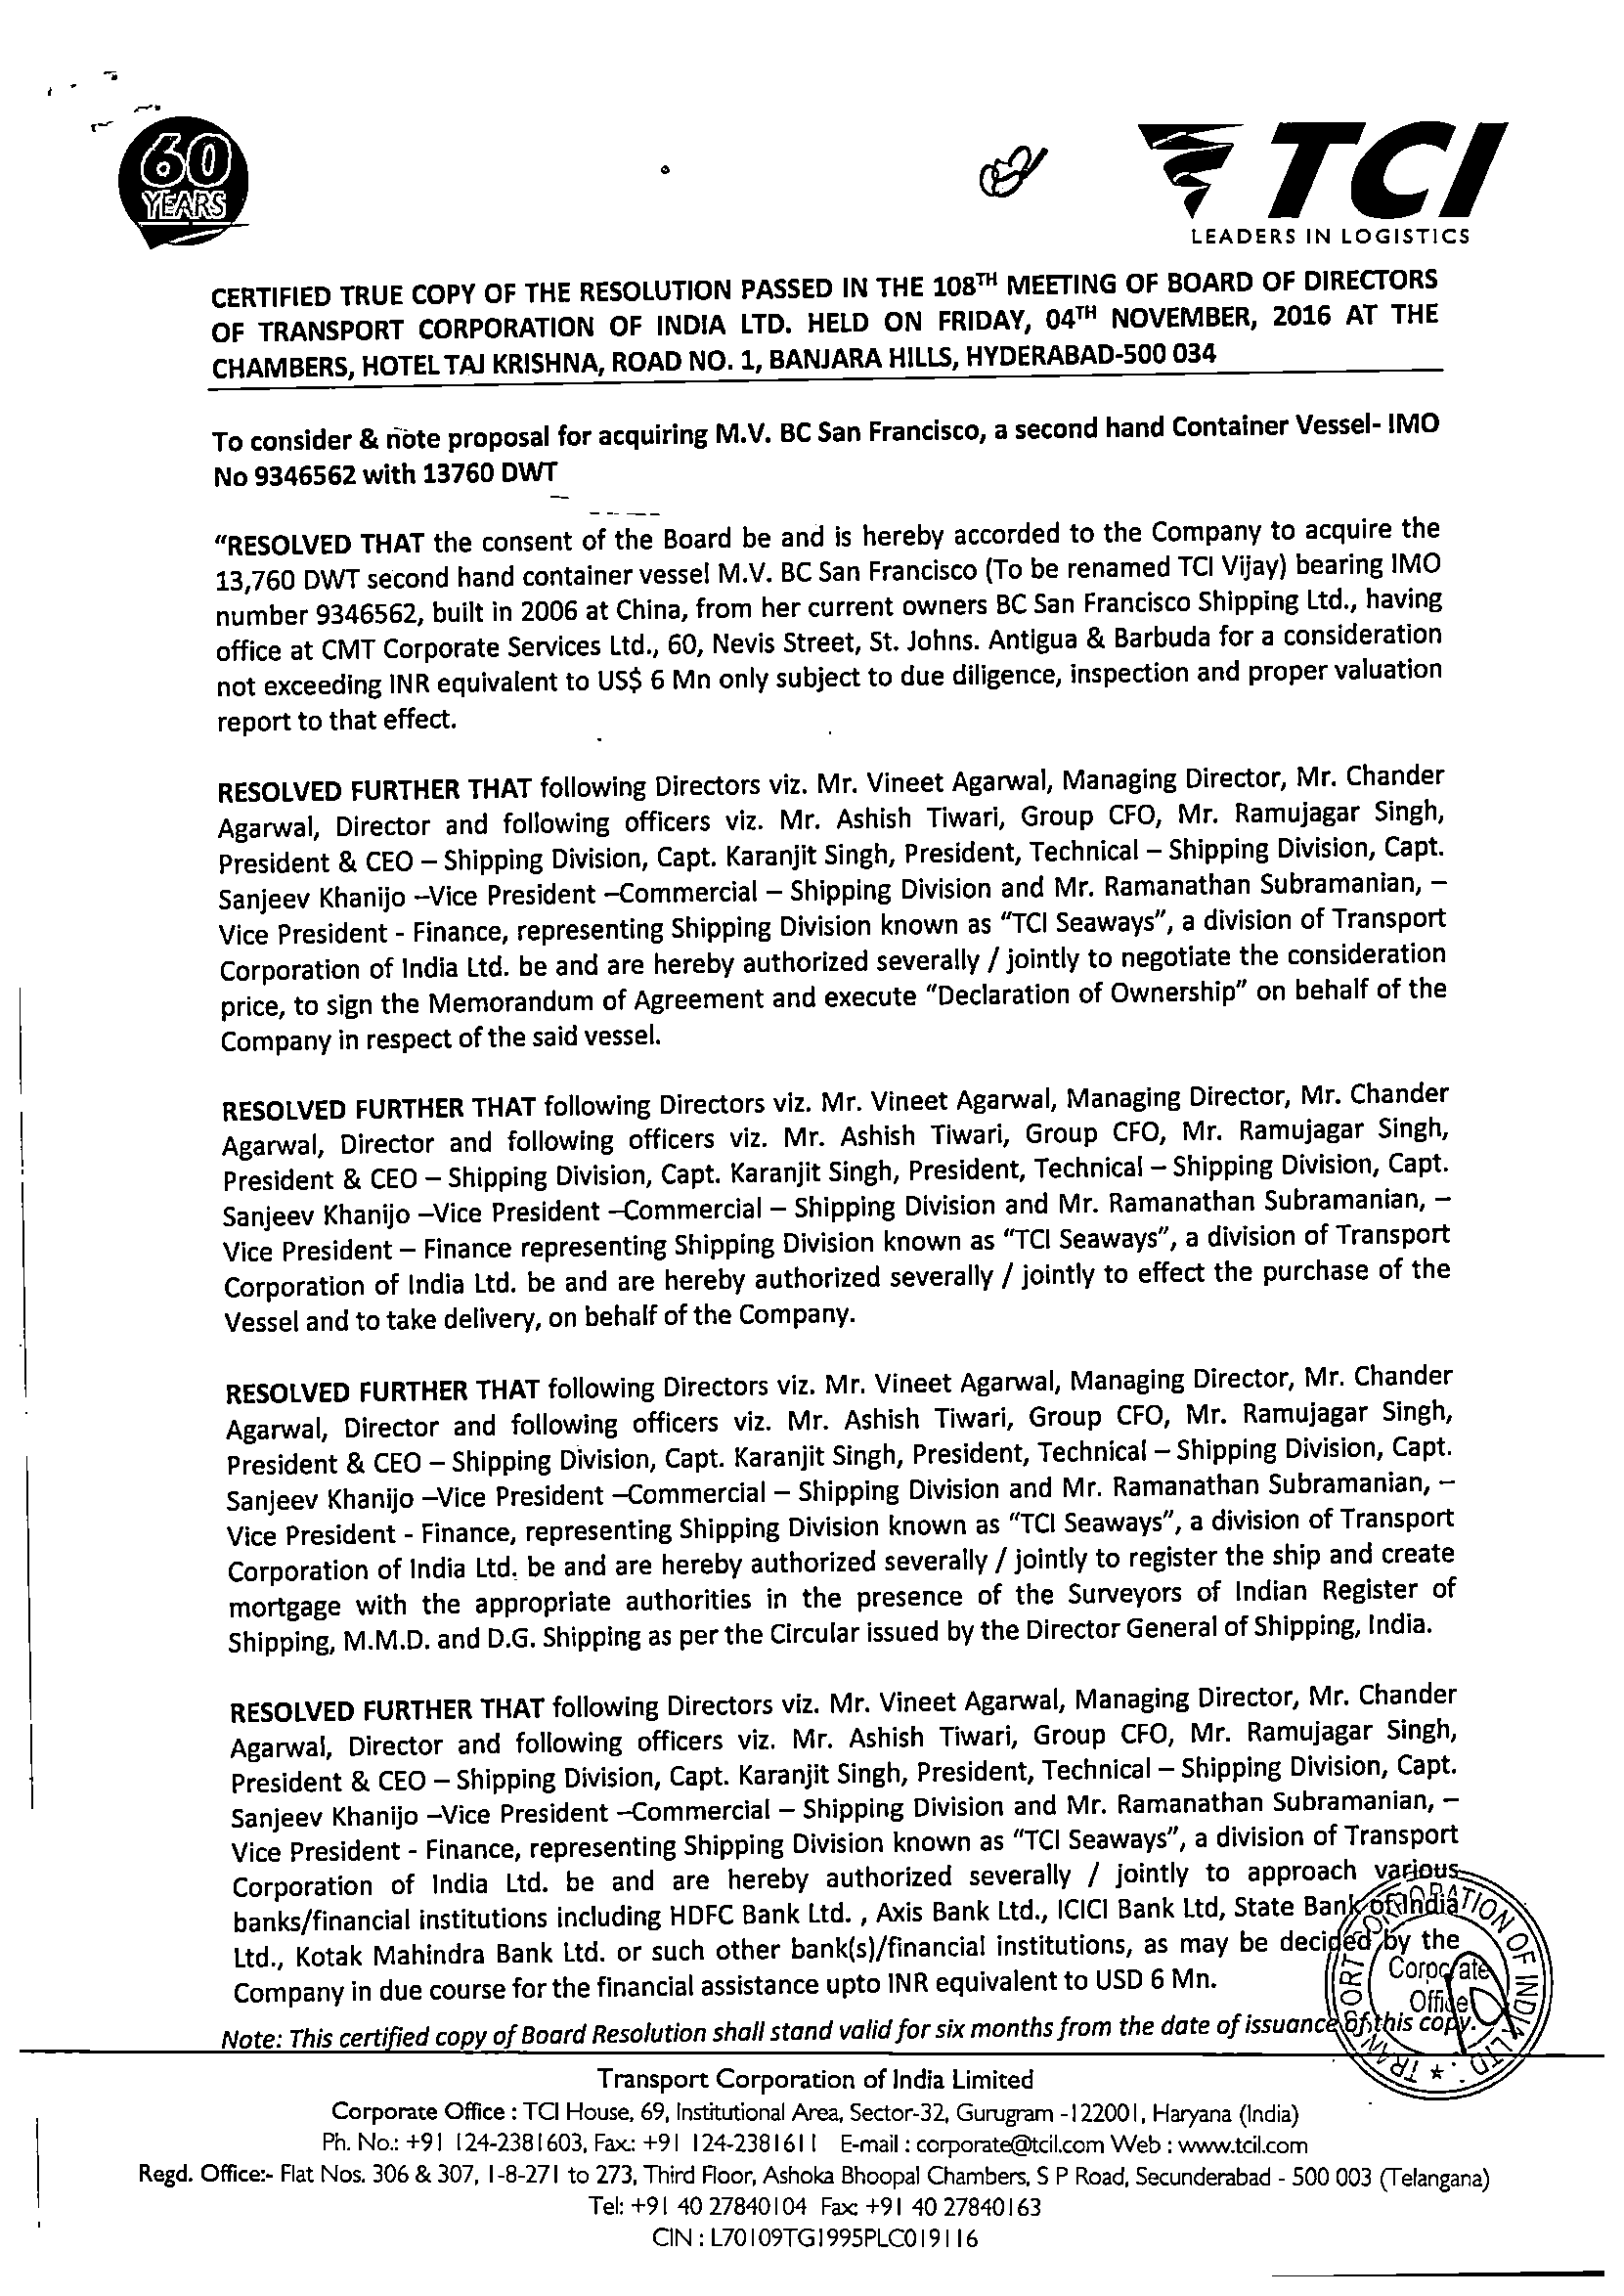 60
YEARS
TCI
LEADERS IN LOGISTICS
CERTIFIED TRUE COPY OF THE RESOLUTION PASSED IN THE 108TH MEETING OF BOARD OF DIRECTORS
OF TRANSPORT CORPORATION OF INDIA LTD. HELD ON FRIDAY, 04TH NOVEMBER, 2016 AT THE
CHAMBERS, HOTEL TAJ KRISHNA, ROAD NO. 1, BANJARA HILLS, HYDERABAD-500 034
To consider & note proposal for acquiring M.V. BC San Francisco, a second hand Container Vessel- IMO
No 9346562 with 13760 DWT
"RESOLVED THAT the consent of the Board be and is hereby accorded to the Company to acquire the
13,760 DWT second hand container vessel M.V. BC San Francisco (To be renamed TCI Vijay) bearing IMO
number 9346562, built in 2006 at China, from her current owners BC San Francisco Shipping Ltd., having
office at CMT Corporate Services Ltd., 60, Nevis Street, St. Johns. Antigua & Barbuda for a consideration
not exceeding INR equivalent to US$ 6 Mn only subject to due diligence, inspection and proper valuation
report to that effect.
RESOLVED FURTHER THAT following Directors viz. Mr. Vineet Agarwal, Managing Director, Mr. Chander
Agarwal, Director and following officers viz. Mr. Ashish Tiwari, Group CFO, Mr. Ramujagar Singh,
President & CEO – Shipping Division, Capt. Karanjit Singh, President, Technical – Shipping Division, Capt.
Sanjeev Khanijo –Vice President –Commercial – Shipping Division and Mr. Ramanathan Subramanian, –
Vice President - Finance, representing Shipping Division known as "TCI Seaways", a division of Transport
Corporation of India Ltd. be and are hereby authorized severally / jointly to negotiate the consideration
price, to sign the Memorandum of Agreement and execute "Declaration of Ownership" on behalf of the
Company in respect of the said vessel.
RESOLVED FURTHER THAT following Directors viz. Mr. Vineet Agarwal, Managing Director, Mr. Chander
Agarwal, Director and following officers viz. Mr. Ashish Tiwari, Group CFO, Mr. Ramujagar Singh,
President & CEO – Shipping Division, Capt. Karanjit Singh, President, Technical – Shipping Division, Capt.
Sanjeev Khanijo –Vice President –Commercial – Shipping Division and Mr. Ramanathan Subramanian, –
Vice President – Finance representing Shipping Division known as "TCI Seaways", a division of Transport
Corporation of India Ltd. be and are hereby authorized severally / jointly to effect the purchase of the
Vessel and to take delivery, on behalf of the Company.
RESOLVED FURTHER THAT following Directors viz. Mr. Vineet Agarwal, Managing Director, Mr. Chander
Agarwal, Director and following officers viz. Mr. Ashish Tiwari, Group CFO, Mr. Ramujagar Singh,
President & CEO – Shipping Division, Capt. Karanjit Singh, President, Technical – Shipping Division, Capt.
Sanjeev Khanijo –Vice President –Commercial – Shipping Division and Mr. Ramanathan Subramanian, –
Vice President - Finance, representing Shipping Division known as "TCI Seaways", a division of Transport
Corporation of India Ltd. be and are hereby authorized severally / jointly to register the ship and create
mortgage with the appropriate authorities in the presence of the Surveyors of Indian Register of
Shipping, M.M.D. and D.G. Shipping as per the Circular issued by the Director General of Shipping, India.
RESOLVED FURTHER THAT following Directors viz. Mr. Vineet Agarwal, Managing Director, Mr. Chander
Agarwal, Director and following officers viz. Mr. Ashish Tiwari, Group CFO, Mr. Ramujagar Singh,
President & CEO – Shipping Division, Capt. Karanjit Singh, President, Technical – Shipping Division, Capt.
Sanjeev Khanijo –Vice President –Commercial – Shipping Division and Mr. Ramanathan Subramanian, –
Vice President - Finance, representing Shipping Division known as "TCI Seaways", a division of Transport
Corporation of India Ltd. be and are hereby authorized severally / jointly to approach various
banks/financial institutions including HDFC Bank Ltd. , Axis Bank Ltd., ICICI Bank Ltd, State Bank of India
Ltd., Kotak Mahindra Bank Ltd. or such other bank(s)/financial institutions, as may be decided by the
Company in due course for the financial assistance upto INR equivalent to USD 6 Mn.
TRANSPORT CORPORATION OF INDIA LTD. *
Corporate
Office
Note: This certified copy of Board Resolution shall stand valid for six months from the date of issuance of this copy.
Transport Corporation of India Limited
Corporate Office : TCI House, 69, Institutional Area, Sector-32, Gurugram -122001, Haryana (India)
Ph. No.: +91 124-2381603, Fax.: +91 124-2381611 E-mail : corporate@tcil.com Web : www.tcil.com
Regd. Office:- Flat Nos. 306 & 307, 1-8-271 to 273, Third Floor, Ashoka Bhoopal Chambers, S P Road, Secunderabad - 500 003 (Telangana)
Tel: +91 40 27840104 Fax: +91 40 27840163
CIN : L70109TG1995PLC019116